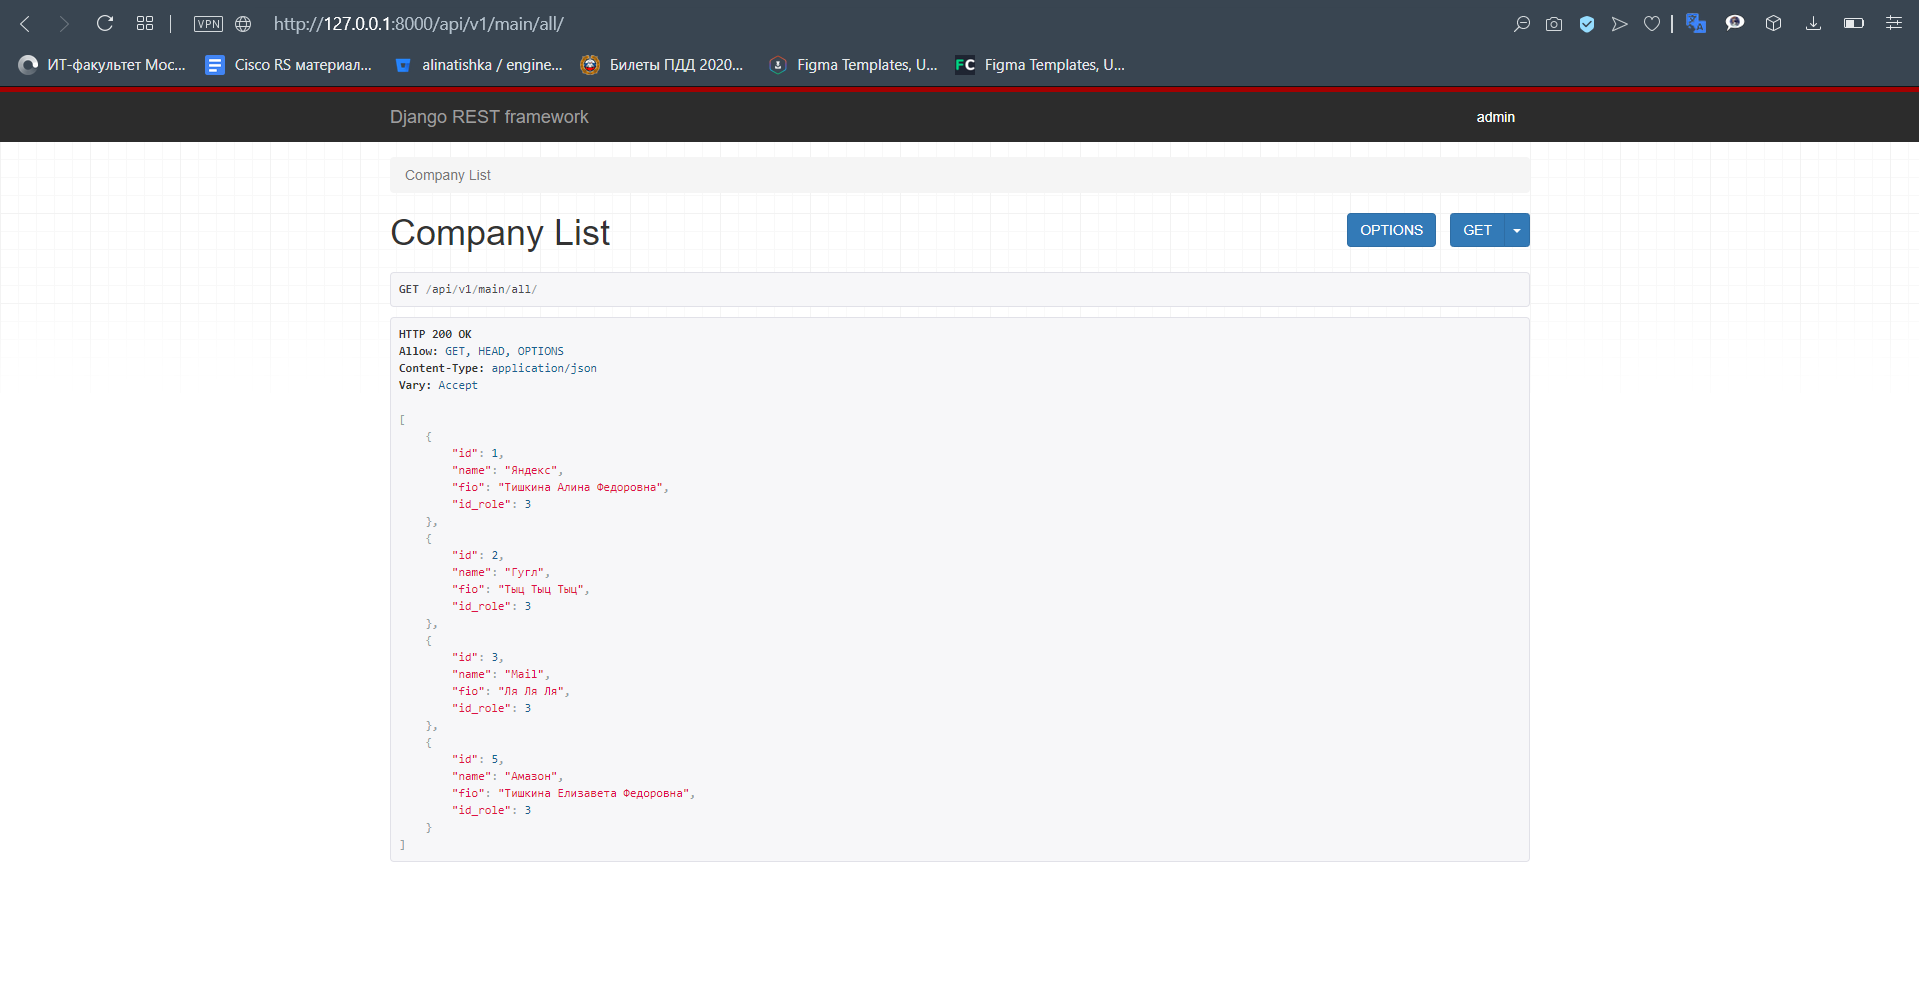 VPN http://127.0.0.1:8000/api/v1/main/all/
ИТ-факультет Мос... Cisco RS материал... alinatishka / engine... Билеты ПДД 2020... Figma Templates, U... FC Figma Templates, U...
Django REST framework admin
Company List
Company List OPTIONS GET
GET /api/v1/main/all/
HTTP 200 OK
Allow: GET, HEAD, OPTIONS
Content-Type: application/json
Vary: Accept
[
{
"id": 1,
"name": "Яндекс",
"fio": "Тишкина Алина Федоровна",
"id_role": 3
},
{
"id": 2,
"name": "Гугл",
"fio": "Тыц Тыц Тыц",
"id_role": 3
},
{
"id": 3,
"name": "Mail",
"fio": "Ля Ля Ля",
"id_role": 3
},
{
"id": 5,
"name": "Амазон",
"fio": "Тишкина Елизавета Федоровна",
"id_role": 3
}
]